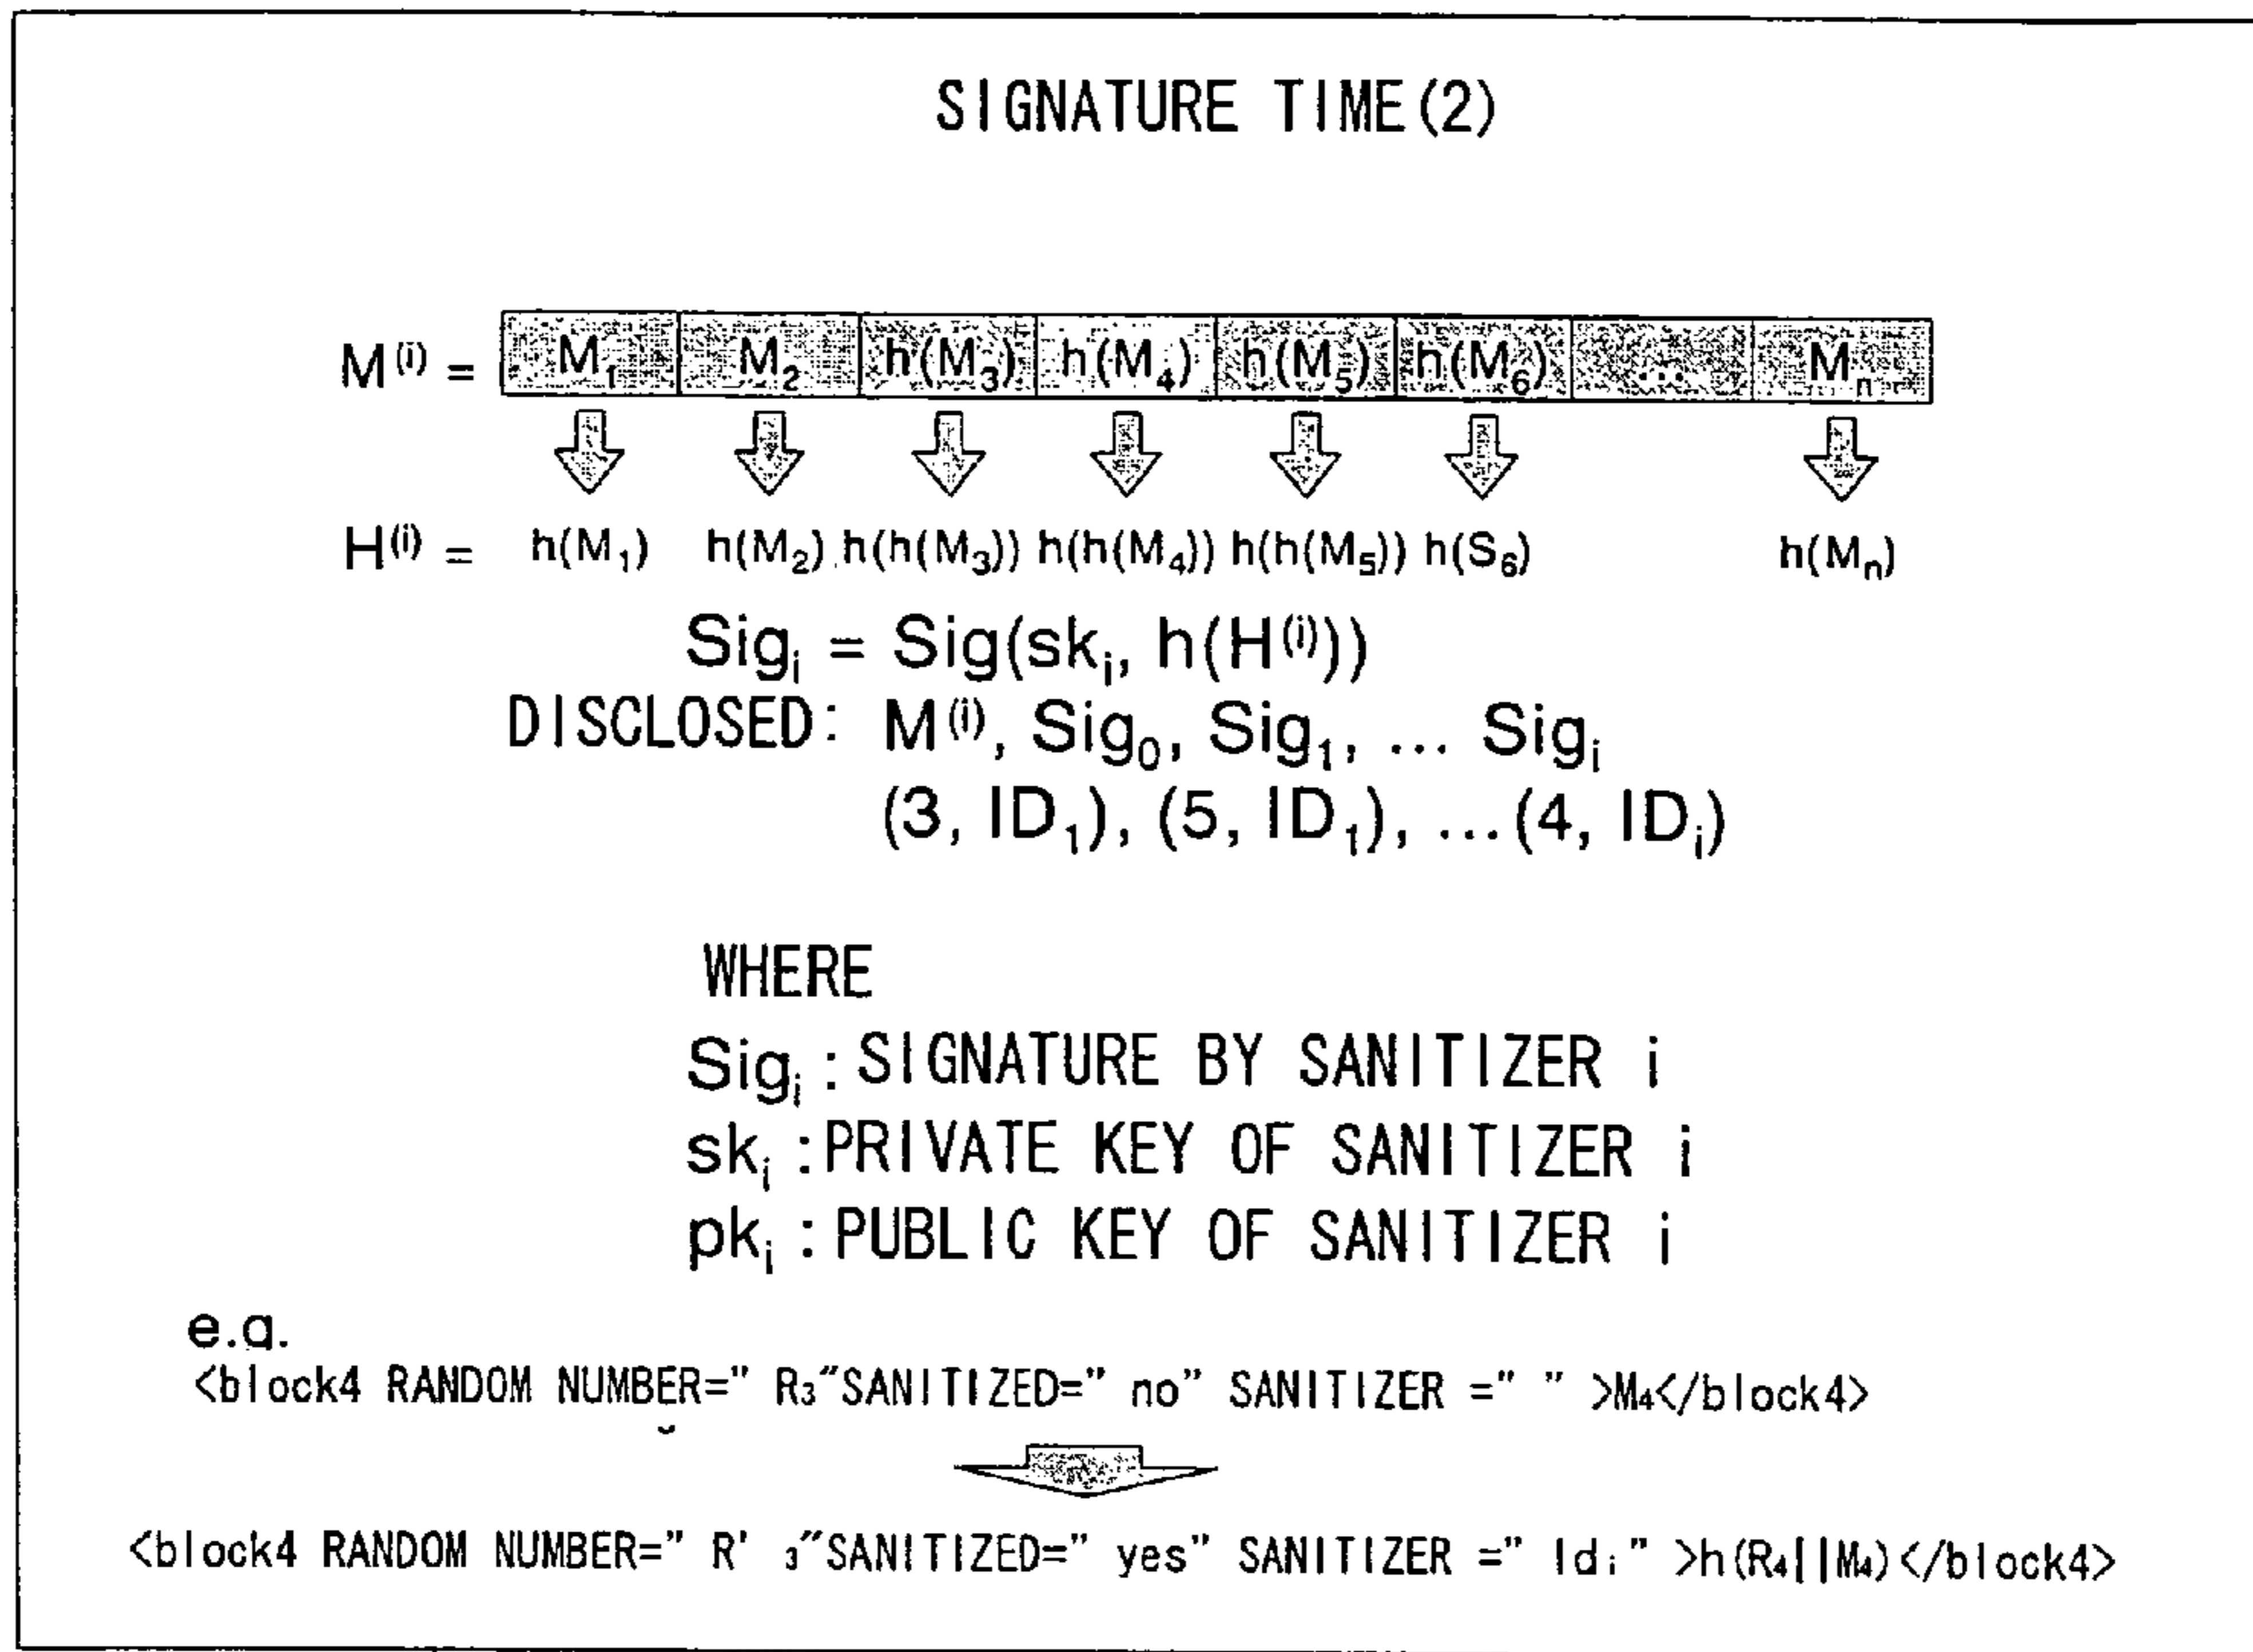 SIGNATURE TIME(2)
M⁽ⁱ⁾ = M₁ M₂ h(M₃) h(M₄) h(M₅) h(M₆) ... Mₙ
H⁽ⁱ⁾ = h(M₁) h(M₂) h(h(M₃)) h(h(M₄)) h(h(M₅)) h(S₆) h(Mₙ)
Sigᵢ = Sig(skᵢ, h(H⁽ⁱ⁾))
DISCLOSED: M⁽ⁱ⁾, Sig₀, Sig₁, ... Sigᵢ
(3, ID₁), (5, ID₁), ...(4, IDᵢ)
WHERE
Sigᵢ : SIGNATURE BY SANITIZER i
skᵢ : PRIVATE KEY OF SANITIZER i
pkᵢ : PUBLIC KEY OF SANITIZER i
e.g.
<block4 RANDOM NUMBER=" R₃"SANITIZED=" no" SANITIZER =" " >M₄</block4>
<block4 RANDOM NUMBER=" R' ₃"SANITIZED=" yes" SANITIZER =" Idᵢ" >h(R₄||M₄)</block4>